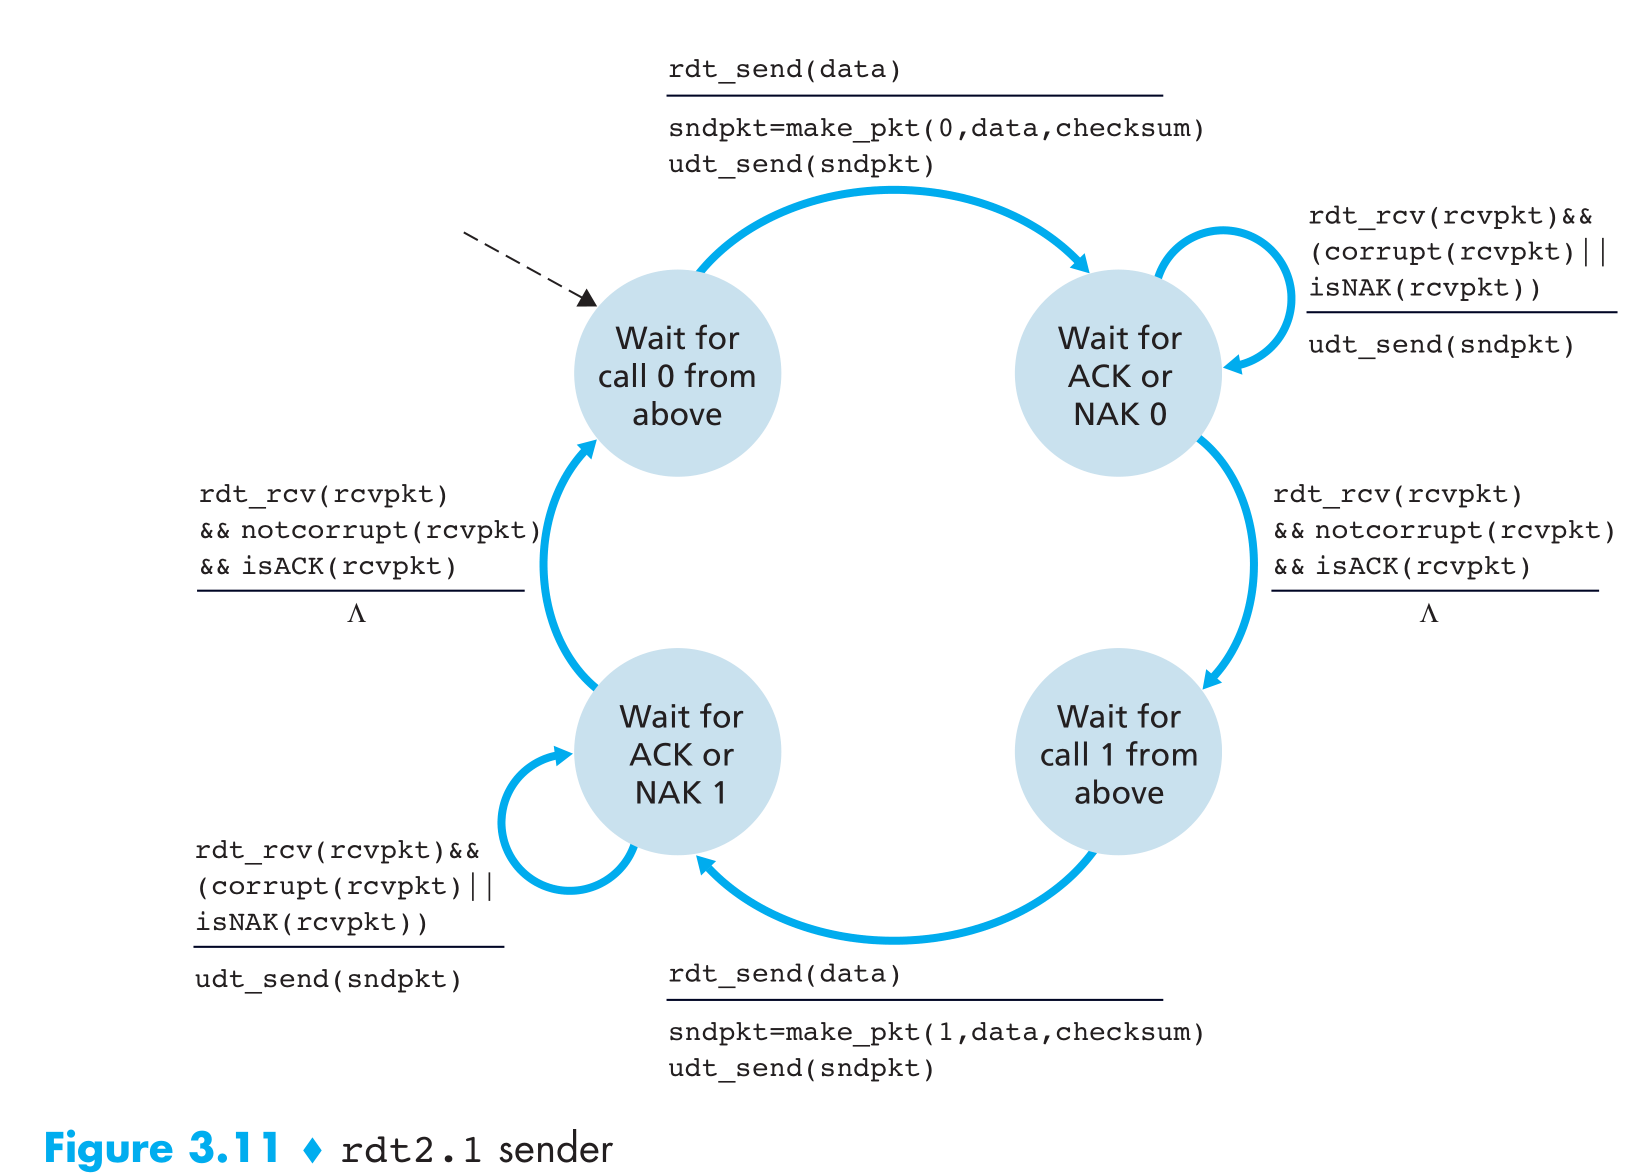 rdt_send(data)
sndpkt=make_pkt(0,data,checksum)
udt_send(sndpkt)
rdt_rcv(rcvpkt)&&
(corrupt(rcvpkt)||
isNAK(rcvpkt))
udt_send(sndpkt)
Wait for
call 0 from
above
Wait for
ACK or
NAK 0
rdt_rcv(rcvpkt)
&& notcorrupt(rcvpkt)
&& isACK(rcvpkt)
Λ
rdt_rcv(rcvpkt)
&& notcorrupt(rcvpkt)
&& isACK(rcvpkt)
Λ
Wait for
ACK or
NAK 1
Wait for
call 1 from
above
rdt_rcv(rcvpkt)&&
(corrupt(rcvpkt)||
isNAK(rcvpkt))
udt_send(sndpkt)
rdt_send(data)
sndpkt=make_pkt(1,data,checksum)
udt_send(sndpkt)
Figure 3.11 ♦ rdt2.1 sender